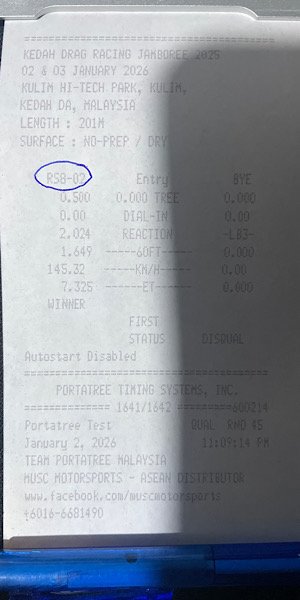 ==============================
KEDAH DRAG RACING JAMBOREE 2025
02 & 03 JANUARY 2026
KULIM HI-TECH PARK, KULIM,
KEDAH DA, MALAYSIA
LENGTH : 201M
SURFACE : NO-PREP / DRY
RS8-02 Entry BYE
0.500 0.000 TREE 0.000
0.00 DIAL-IN 0.00
2.024 REACTION -LB3-
1.649 -----60FT----- 0.000
145.32 -----KM/H----- 0.00
7.325 ------ET------ 0.000
WINNER
FIRST
STATUS DISQUAL
Autostart Disabled
==============================
PORTATREE TIMING SYSTEMS, INC.
============= 1641/1642 ========600214
Portatree Test QUAL RND #5
January 2, 2026 11:09:14 PM
TEAM PORTATREE MALAYSIA
MUSC MOTORSPORTS - ASEAN DISTRIBUTOR
www.facebook.com/muscmotorsports
+6016-6681490